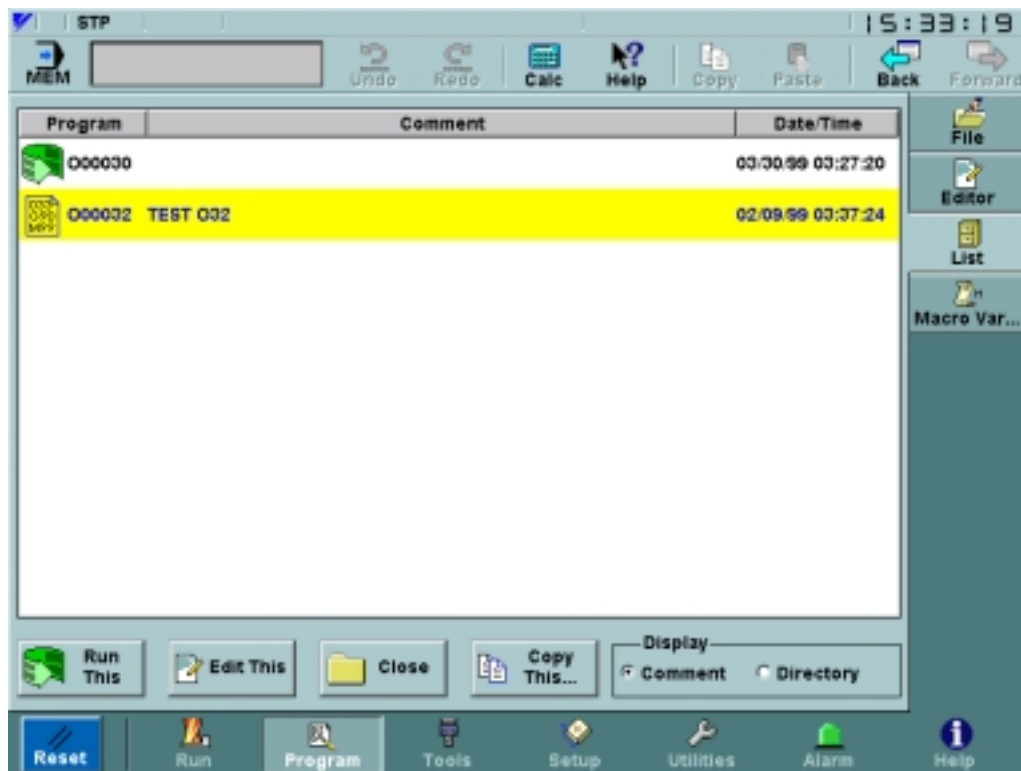 STP 15:33:19
MEM Undo Redo Calc Help Copy Paste Back Forward
Program Comment Date/Time
O00030 03/30/99 03:27:20
O00032 TEST O32 02/09/99 03:37:24
File
Editor
List
Macro Var...
Run This
Edit This
Close
Copy This...
Display
Comment Directory
Reset Run Program Tools Setup Utilities Alarm Help